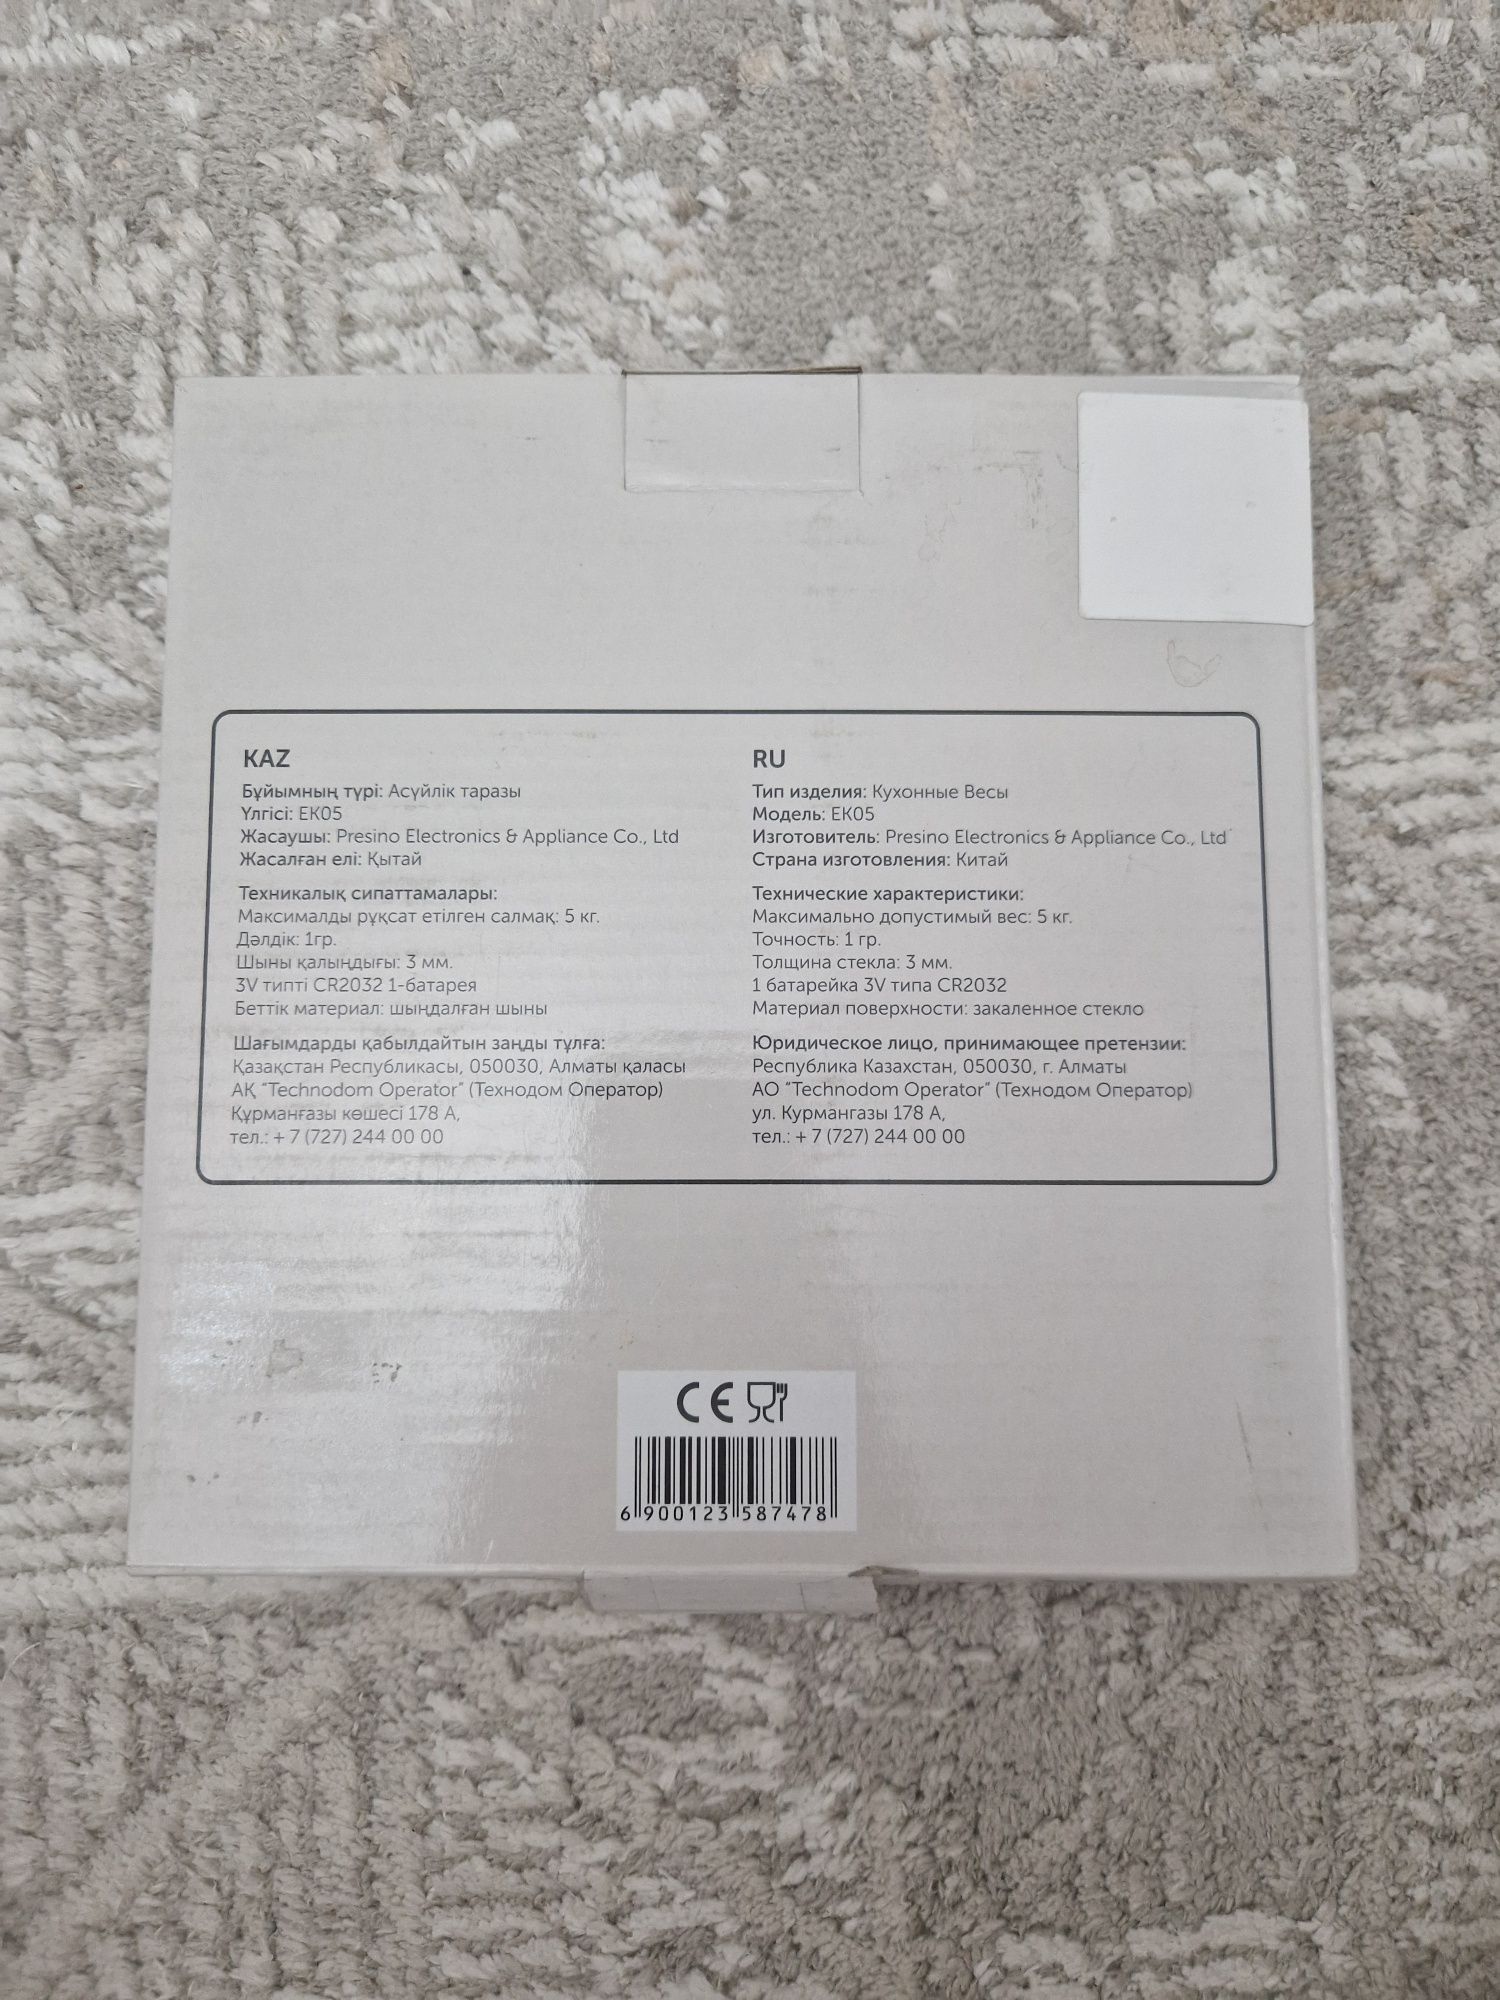 KAZ
Бұйымның түрі: Асүйлік таразы
Үлгісі: EK05
Жасаушы: Presino Electronics & Appliance Co., Ltd
Жасалған елі: Қытай
Техникалық сипаттамалары:
Максималды рұқсат етілген салмақ: 5 кг.
Дәлдік: 1гр.
Шыны қалыңдығы: 3 мм.
3V типті CR2032 1-батарея
Беттік материал: шыңдалған шыны
Шағымдарды қабылдайтын заңды тұлға:
Қазақстан Республикасы, 050030, Алматы қаласы
АҚ “Technodom Operator” (Технодом Оператор)
Құрманғазы көшесі 178 А,
тел.: + 7 (727) 244 00 00
RU
Тип изделия: Кухонные Весы
Модель: EK05
Изготовитель: Presino Electronics & Appliance Co., Ltd
Страна изготовления: Китай
Технические характеристики:
Максимально допустимый вес: 5 кг.
Точность: 1 гр.
Толщина стекла: 3 мм.
1 батарейка 3V типа CR2032
Материал поверхности: закаленное стекло
Юридическое лицо, принимающее претензии:
Республика Казахстан, 050030, г. Алматы
АО “Technodom Operator” (Технодом Оператор)
ул. Курмангазы 178 А,
тел.: + 7 (727) 244 00 00
CE
6 900123 587478